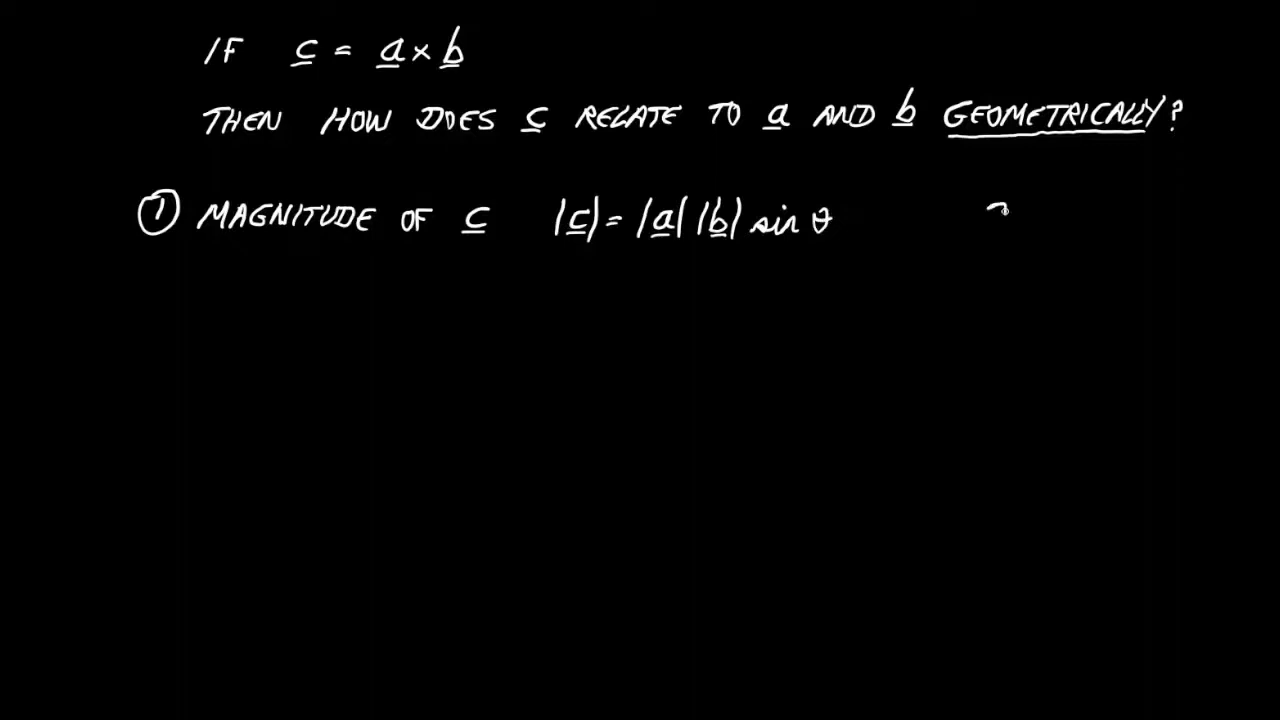 IF c = a × b
THEN HOW DOES c RELATE TO a AND b GEOMETRICALLY?
① MAGNITUDE OF c |c| = |a| |b| sin θ